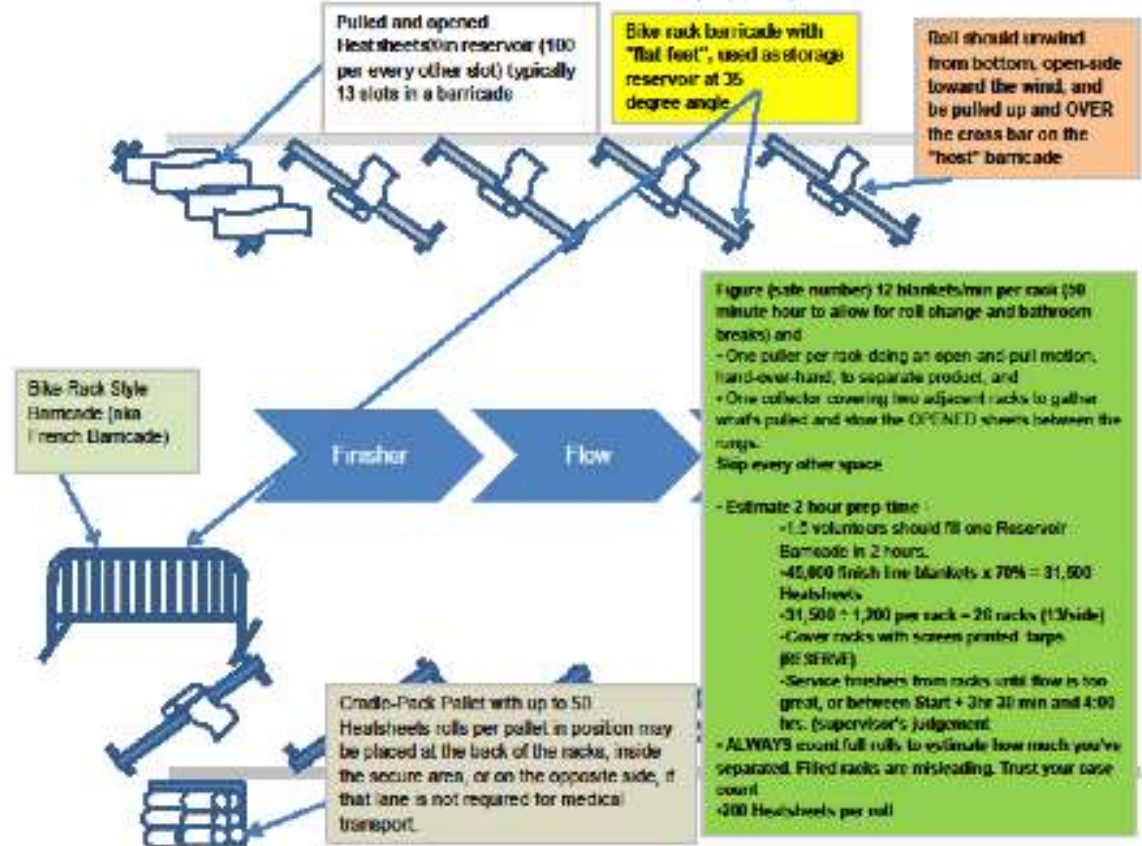 Pulled and opened
Heatsheets®in reservoir (100
per every other slot) typically
13 slots in a barricade
Bike rack barricade with
"flat feet", used as storage
reservoir at 35
degree angle
Roll should unwind
from bottom, open-side
toward the wind, and
be pulled up and OVER
the cross bar on the
"host" barricade
Bike-Rack Style
Barricade (aka
French Barricade)
Finisher
Flow
Figure (safe number) 12 blankets/min per rack (50
minute hour to allow for roll change and bathroom
breaks) and
- One puller per rack doing an open-and-pull motion,
hand-over-hand, to separate product, and
- One collector covering two adjacent racks to gather
what's pulled and stow the OPENED sheets between the
rungs.
Skip every other space
- Estimate 2 hour prep time -
-1.5 volunteers should fill one Reservoir
Barricade in 2 hours.
-45,000 finish line blankets x 70% = 31,500
Heatsheets
-31,500 ÷ 1,200 per rack = 26 racks (13/side)
-Cover racks with screen printed tarps
(RESERVE)
-Service finishers from racks until flow is too
great, or between Start + 3hr 30 min and 4:00
hrs. (supervisor's judgement
- ALWAYS count full rolls to estimate how much you've
separated. Filled racks are misleading. Trust your case
count
-200 Heatsheets per roll
Cradle-Pack Pallet with up to 50
Heatsheets rolls per pallet in position may
be placed at the back of the racks, inside
the secure area, or on the opposite side, if
that lane is not required for medical
transport.